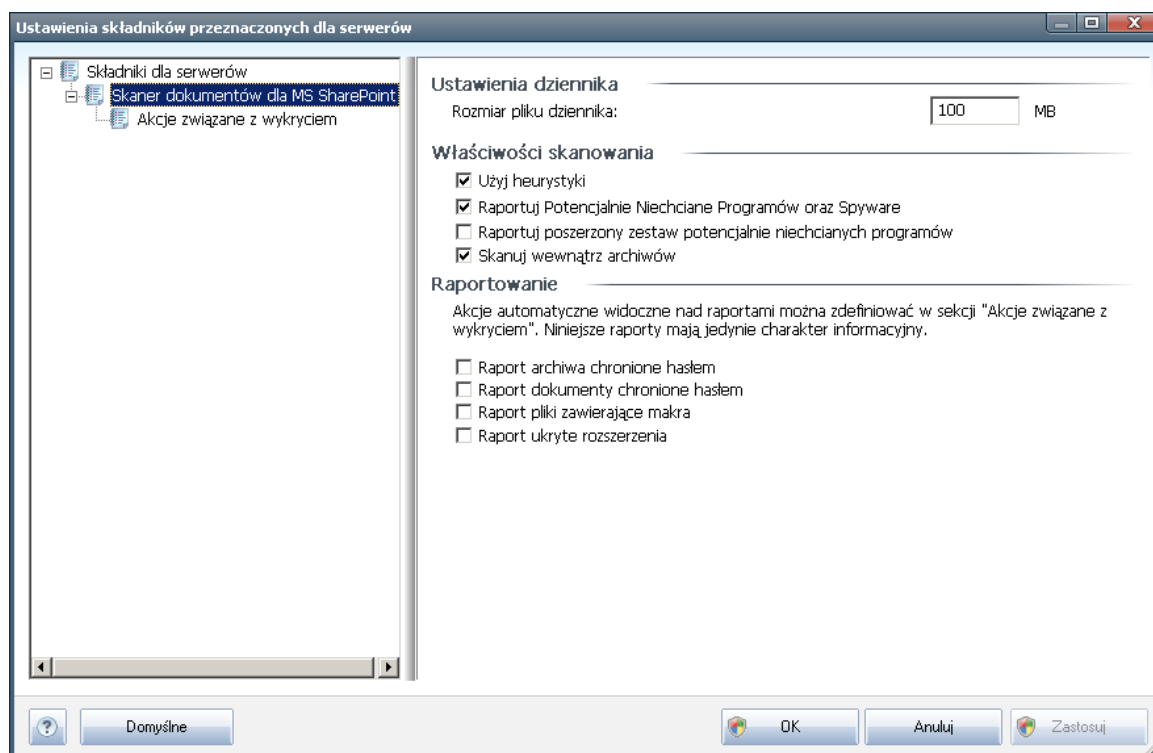 Ustawienia składników przeznaczonych dla serwerów
Składniki dla serwerów
Skaner dokumentów dla MS SharePoint
Akcje związane z wykryciem
Ustawienia dziennika
Rozmiar pliku dziennika: 100 MB
Właściwości skanowania
Użyj heurystyki
Raportuj Potencjalnie Niechciane Programów oraz Spyware
Raportuj poszerzony zestaw potencjalnie niechcianych programów
Skanuj wewnątrz archiwów
Raportowanie
Akcje automatyczne widoczne nad raportami można zdefiniować w sekcji "Akcje związane z
wykryciem". Niniejsze raporty mają jedynie charakter informacyjny.
Raport archiwa chronione hasłem
Raport dokumenty chronione hasłem
Raport pliki zawierające makra
Raport ukryte rozszerzenia
? Domyślne OK Anuluj Zastosuj